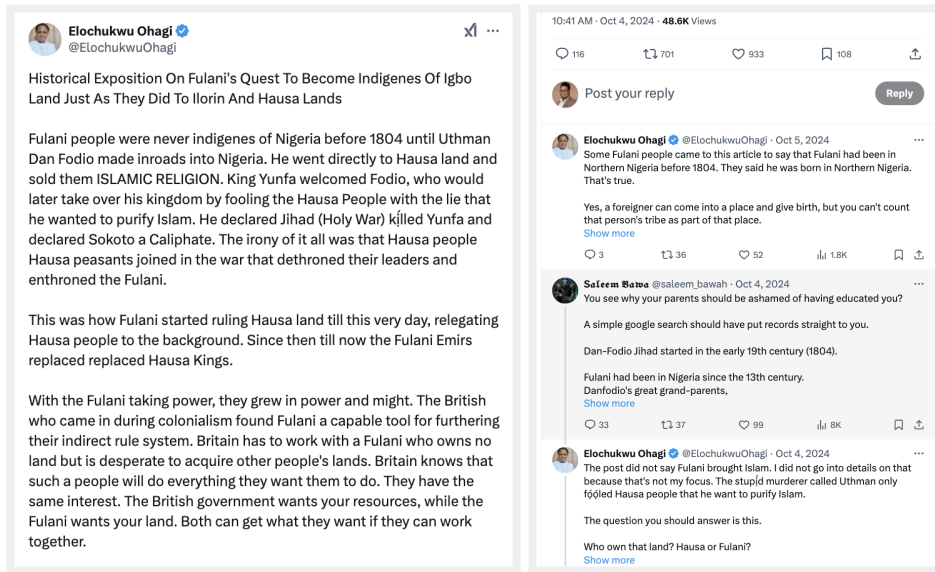 Elochukwu Ohagi
@ElochukwuOhagi
Historical Exposition On Fulani's Quest To Become Indigenes Of Igbo
Land Just As They Did To Ilorin And Hausa Lands
Fulani people were never indigenes of Nigeria before 1804 until Uthman
Dan Fodio made inroads into Nigeria. He went directly to Hausa land and
sold them ISLAMIC RELIGION. King Yunfa welcomed Fodio, who would
later take over his kingdom by fooling the Hausa People with the lie that
he wanted to purify Islam. He declared Jihad (Holy War) kịlled Yunfa and
declared Sokoto a Caliphate. The irony of it all was that Hausa people
Hausa peasants joined in the war that dethroned their leaders and
enthroned the Fulani.
This was how Fulani started ruling Hausa land till this very day, relegating
Hausa people to the background. Since then till now the Fulani Emirs
replaced replaced Hausa Kings.
With the Fulani taking power, they grew in power and might. The British
who came in during colonialism found Fulani a capable tool for furthering
their indirect rule system. Britain has to work with a Fulani who owns no
land but is desperate to acquire other people's lands. Britain knows that
such a people will do everything they want them to do. They have the
same interest. The British government wants your resources, while the
Fulani wants your land. Both can get what they want if they can work
together.
10:41 AM · Oct 4, 2024 · 48.6K Views
116 701 933 108
Post your reply
Reply
Elochukwu Ohagi @ElochukwuOhagi · Oct 5, 2024
Some Fulani people came to this article to say that Fulani had been in
Northern Nigeria before 1804. They said he was born in Northern Nigeria.
That's true.
Yes, a foreigner can come into a place and give birth, but you can't count
that person's tribe as part of that place.
Show more
3 36 52 1.8K
𝕾𝖆𝖑𝖊𝖊𝖒 𝕭𝖆𝖜𝖆 @saleem_bawah · Oct 4, 2024
You see why your parents should be ashamed of having educated you?
A simple google search should have put records straight to you.
Dan-Fodio Jihad started in the early 19th century (1804).
Fulani had been in Nigeria since the 13th century.
Danfodio's great grand-parents,
Show more
33 37 99 8K
Elochukwu Ohagi @ElochukwuOhagi · Oct 4, 2024
The post did not say Fulani brought Islam. I did not go into details on that
because that's not my focus. The stupịd murderer called Uthman only
fọọled Hausa people that he want to purify Islam.
The question you should answer is this.
Who own that land? Hausa or Fulani?
Show more